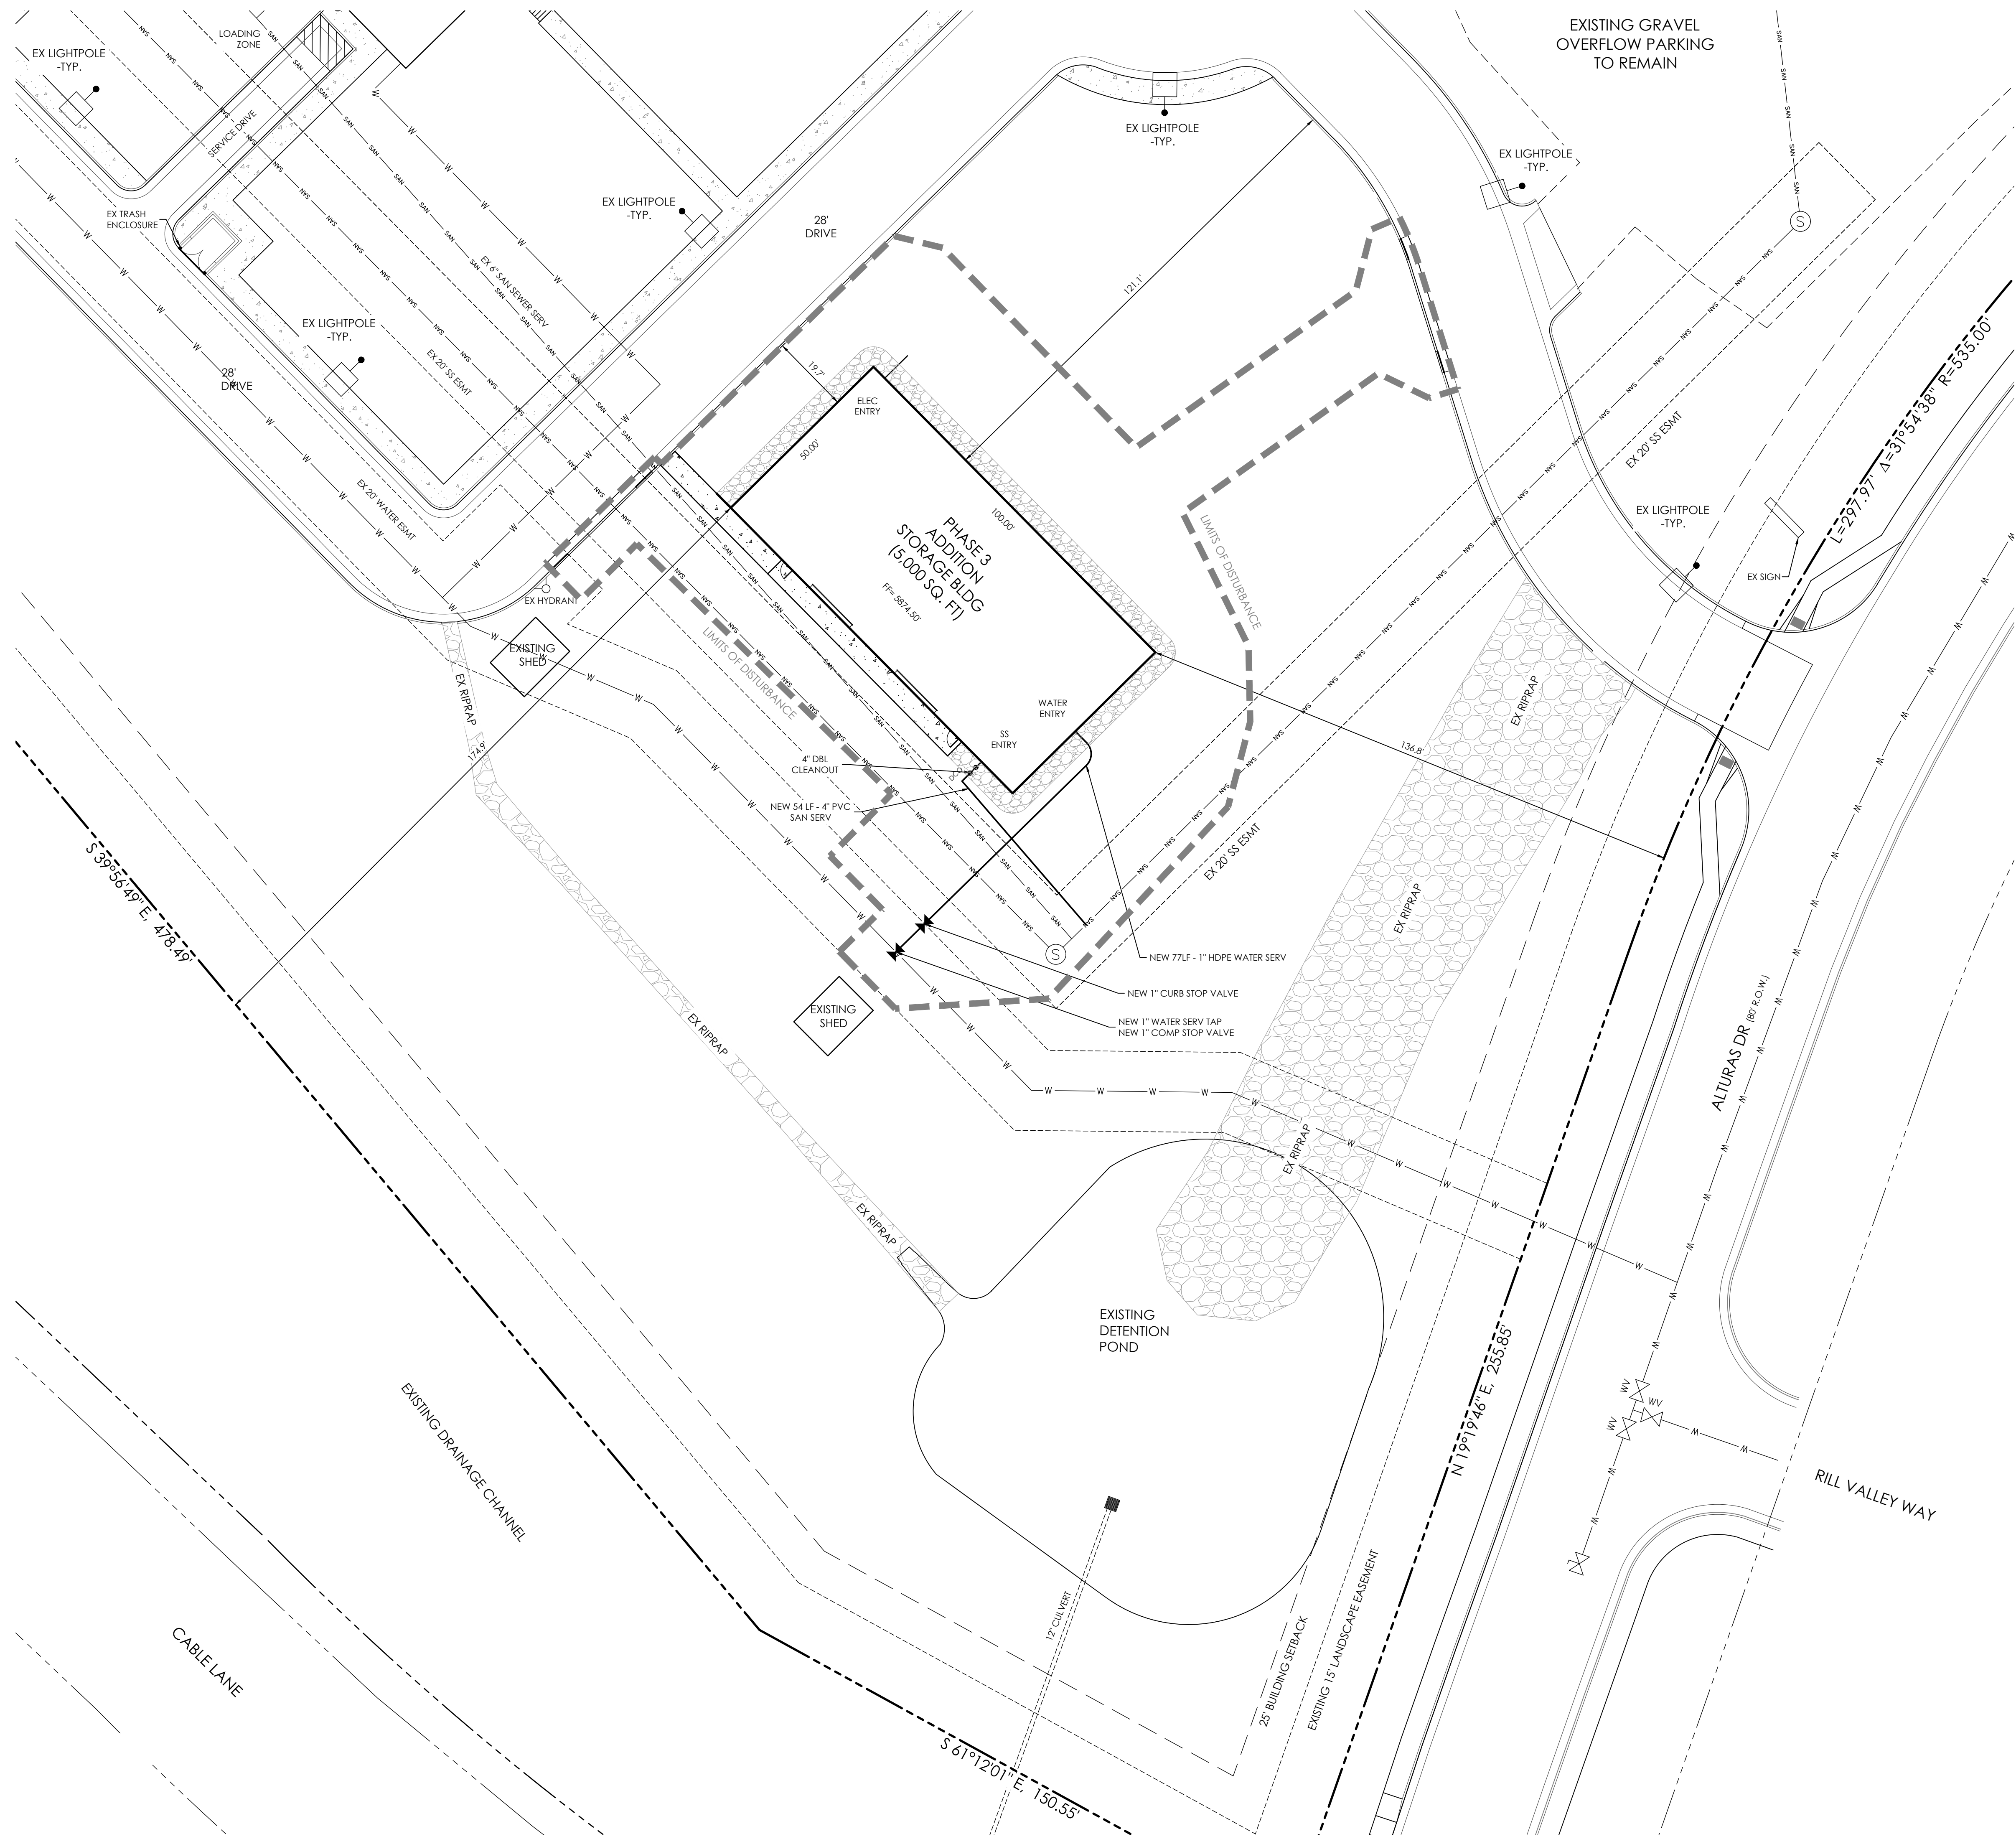 EXISTING GRAVEL
OVERFLOW PARKING
TO REMAIN
LOADING
ZONE
EX LIGHTPOLE
-TYP.
SERVICE DRIVE
EX LIGHTPOLE
-TYP.
EX LIGHTPOLE
-TYP.
EX TRASH
ENCLOSURE
EX LIGHTPOLE
-TYP.
28'
DRIVE
EX 6" SAN SEWER SERV
EX LIGHTPOLE
-TYP.
EX 20' SS ESMT
28'
DRIVE
121.1'
19.7'
ELEC
ENTRY
50.00'
100.00'
PHASE 3
ADDITION
STORAGE BLDG
(5,000 SQ. FT)
FF= 5874.50'
WATER
ENTRY
SS
ENTRY
L=297.97' Δ=31°54'38" R=535.00'
EX 20' SS ESMT
EX LIGHTPOLE
-TYP.
EX SIGN
EX 20' WATER ESMT
EX HYDRANT
LIMITS OF DISTURBANCE
LIMITS OF DISTURBANCE
EXISTING
SHED
EX RIPRAP
EX RIPRAP
174.9'
136.8'
4" DBL
CLEANOUT
DCO
NEW 54 LF - 4" PVC
SAN SERV
EX 20' SS ESMT
S 39°56'49" E, 478.49'
EX RIPRAP
S
S
NEW 77LF - 1" HDPE WATER SERV
NEW 1" CURB STOP VALVE
NEW 1" WATER SERV TAP
NEW 1" COMP STOP VALVE
EXISTING
SHED
EX RIPRAP
ALTURAS DR (80' R.O.W.)
EX RIPRAP
EX RIPRAP
EXISTING
DETENTION
POND
N 19°19'46" E, 255.85'
WV
WV
WV
RILL VALLEY WAY
EXISTING DRAINAGE CHANNEL
CABLE LANE
12" CULVERT
25' BUILDING SETBACK
EXISTING 15' LANDSCAPE EASEMENT
S 61°12'01" E, 150.55'
SAN
W